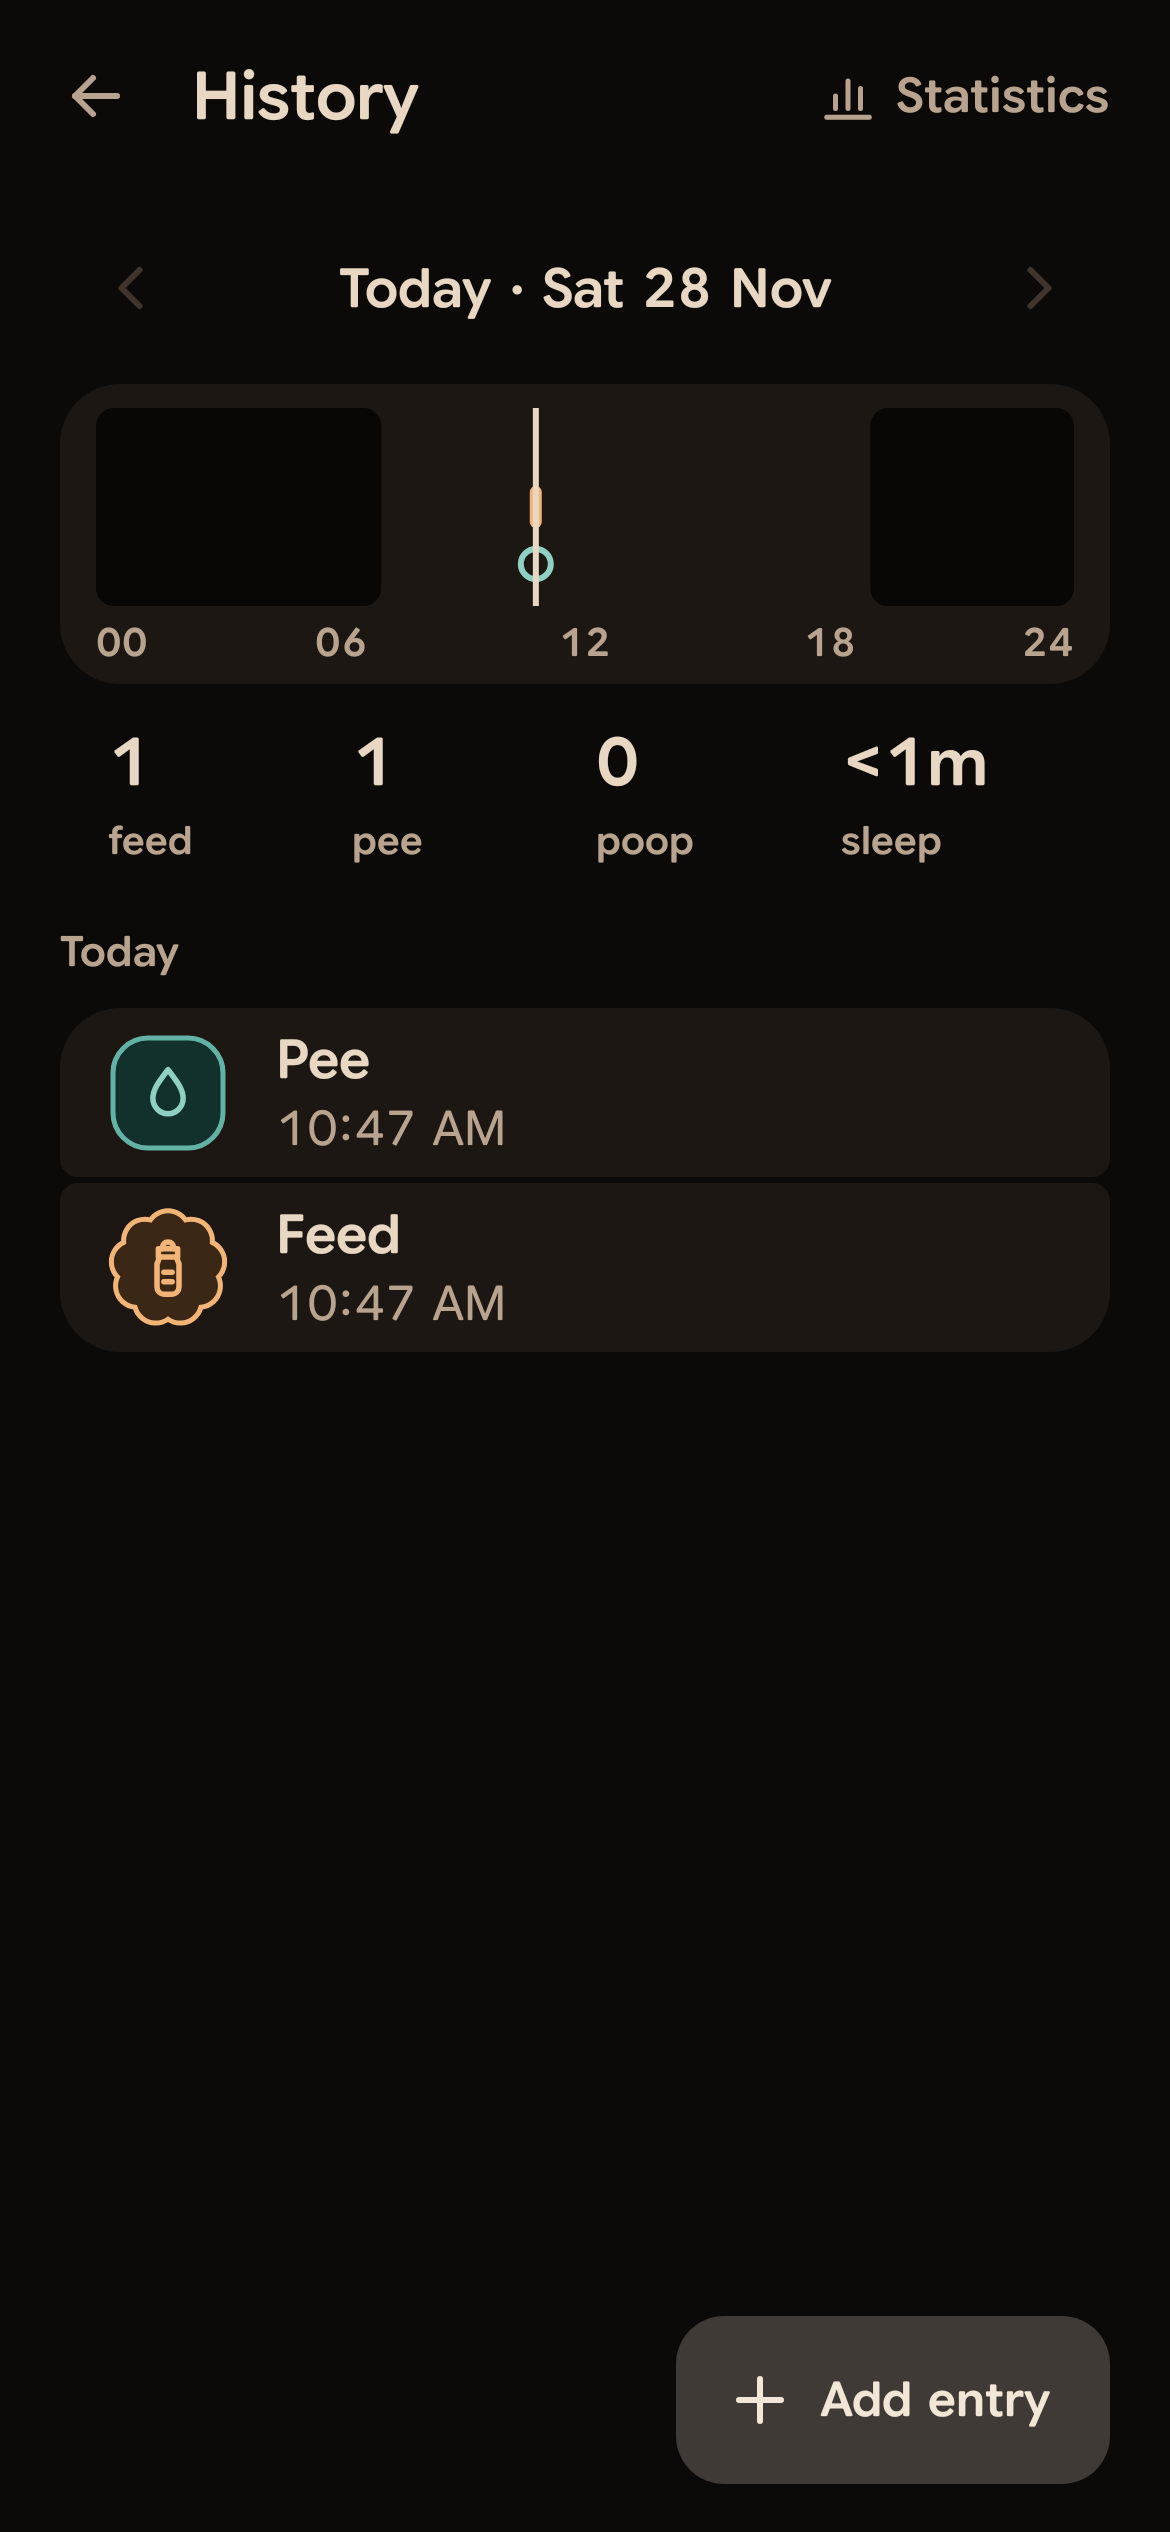 History
Statistics
Today · Sat 28 Nov
00 06 12 18 24
1 1 0 <1m
feed pee poop sleep
Today
Pee
10:47 AM
Feed
10:47 AM
Add entry